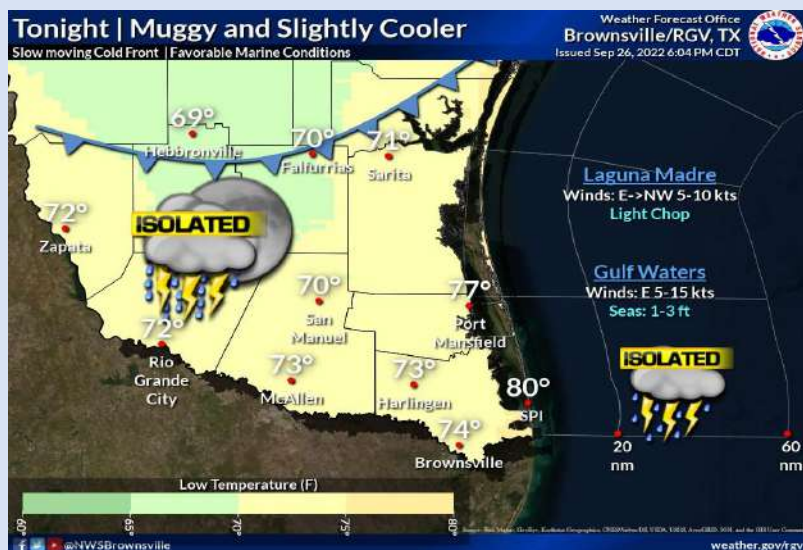 Tonight | Muggy and Slightly Cooler
Slow moving Cold Front | Favorable Marine Conditions
Weather Forecast Office
Brownsville/RGV, TX
Issued Sep 26, 2022 6:04 PM CDT
69°
Hebbronville
70°
Falfurrias
71°
Sarita
72°
Zapata
ISOLATED
Laguna Madre
Winds: E->NW 5-10 kts
Light Chop
Gulf Waters
Winds: E 5-15 kts
Seas: 1-3 ft
70°
San
Manuel
77°
Port
Mansfield
72°
Rio
Grande
City
73°
McAllen
73°
Harlingen
80°
SPI
74°
Brownsville
ISOLATED
20
nm
60
nm
Low Temperature (F)
60°
65°
70°
75°
80°
@NWSBrownsville
weather.gov/rgv